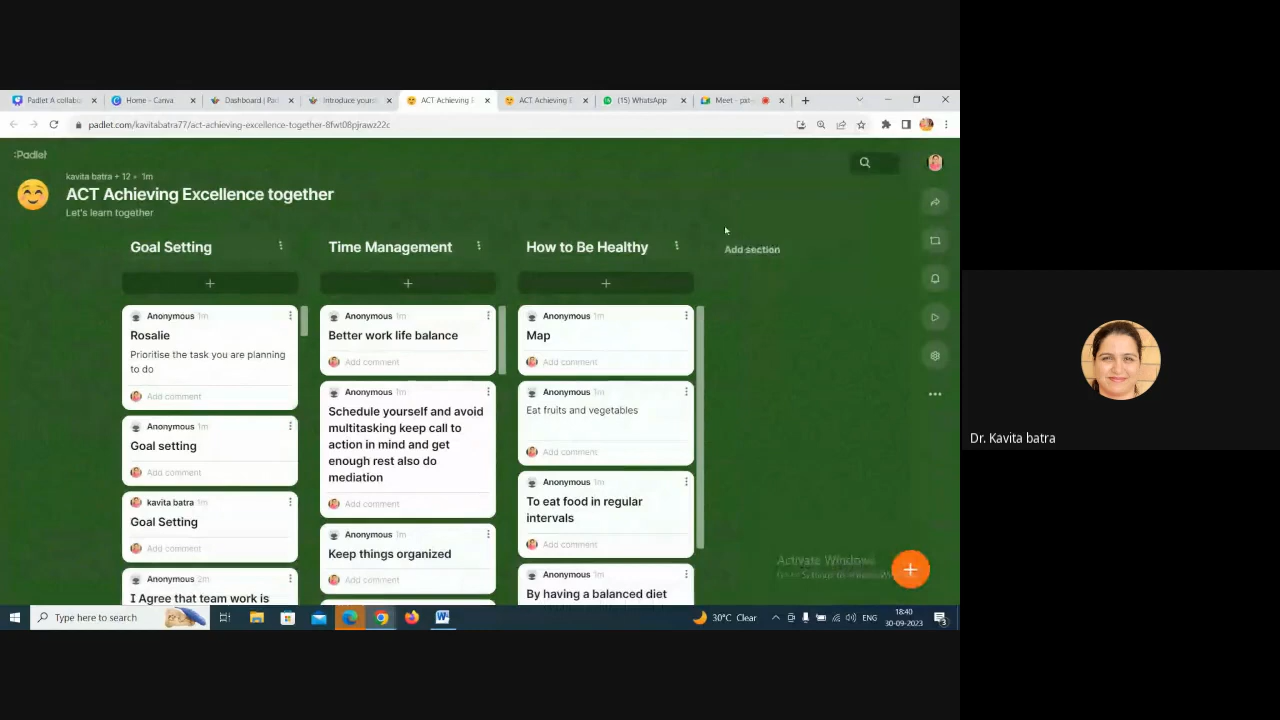 Padlet A collabo
Home - Canva
Dashboard | Pad
Introduce yours
ACT Achieving E
ACT Achieving E
(15) WhatsApp
Meet - pxt-
padlet.com/kavitabatra77/act-achieving-excellence-together-8fwt08pjrawz22c
:Padlet
kavita batra + 12 • 1m
ACT Achieving Excellence together
Let's learn together
Goal Setting
Time Management
How to Be Healthy
Add section
Anonymous 1m
Rosalie
Prioritise the task you are planning
to do
Add comment
Anonymous 1m
Goal setting
Add comment
kavita batra 1m
Goal Setting
Add comment
Anonymous 2m
I Agree that team work is
Anonymous 1m
Better work life balance
Add comment
Anonymous 1m
Schedule yourself and avoid
multitasking keep call to
action in mind and get
enough rest also do
mediation
Add comment
Anonymous 1m
Keep things organized
Add comment
Anonymous 1m
Map
Add comment
Anonymous 1m
Eat fruits and vegetables
Add comment
Anonymous 1m
To eat food in regular
intervals
Add comment
Anonymous 1m
By having a balanced diet
Activate Windows
Type here to search
30°C Clear
ENG
18:40
30-09-2023
3
Dr. Kavita batra